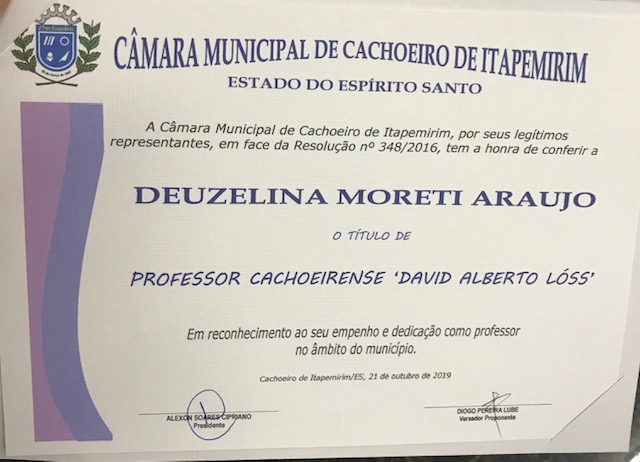 CÂMARA MUNICIPAL DE CACHOEIRO DE ITAPEMIRIM
ESTADO DO ESPÍRITO SANTO
A Câmara Municipal de Cachoeiro de Itapemirim, por seus legítimos
representantes, em face da Resolução nº 348/2016, tem a honra de conferir a
DEUZELINA MORETI ARAUJO
O TÍTULO DE
PROFESSOR CACHOEIRENSE ‘DAVID ALBERTO LÓSS’
Em reconhecimento ao seu empenho e dedicação como professor
no âmbito do município.
Cachoeiro de Itapemirim/ES, 21 de outubro de 2019
ALEXON SOARES CIPRIANO
Presidente
DIOGO PEREIRA LUBE
Vereador Proponente